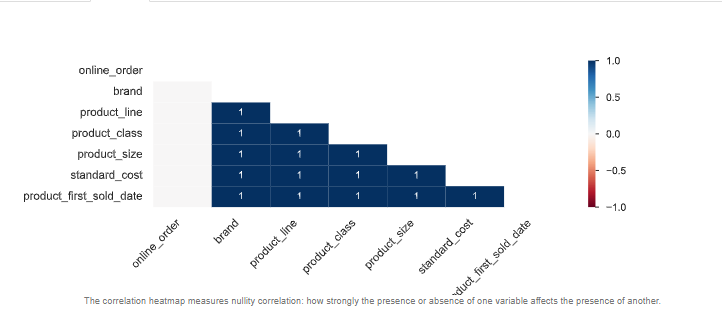 online_order
brand
product_line
product_class
product_size
standard_cost
product_first_sold_date
1
1 1
1 1 1
1 1 1 1
1 1 1 1 1
1.0
0.5
0.0
−0.5
−1.0
online_order
brand
product_line
product_class
product_size
standard_cost
duct_first_sold_date
The correlation heatmap measures nullity correlation: how strongly the presence or absence of one variable affects the presence of another.